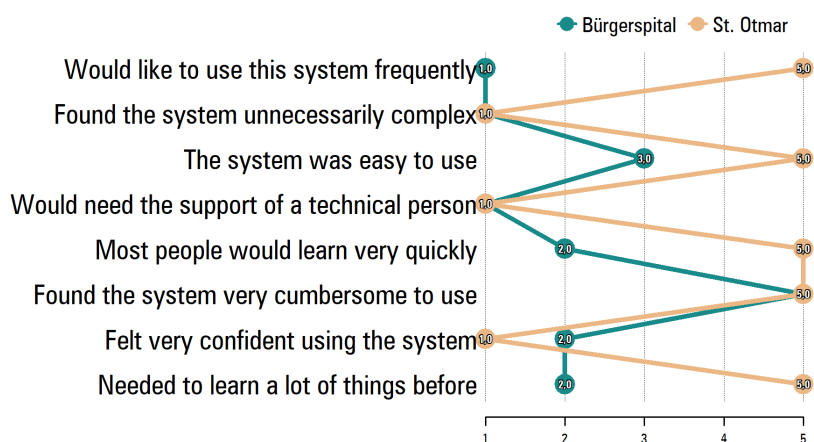 Bürgerspital St. Otmar
Would like to use this system frequently 1,0 5,0
Found the system unnecessarily complex 1,0
The system was easy to use 3,0 5,0
Would need the support of a technical person 1,0
Most people would learn very quickly 2,0 5,0
Found the system very cumbersome to use 5,0
Felt very confident using the system 1,0 2,0
Needed to learn a lot of things before 2,0 5,0
1 2 3 4 5